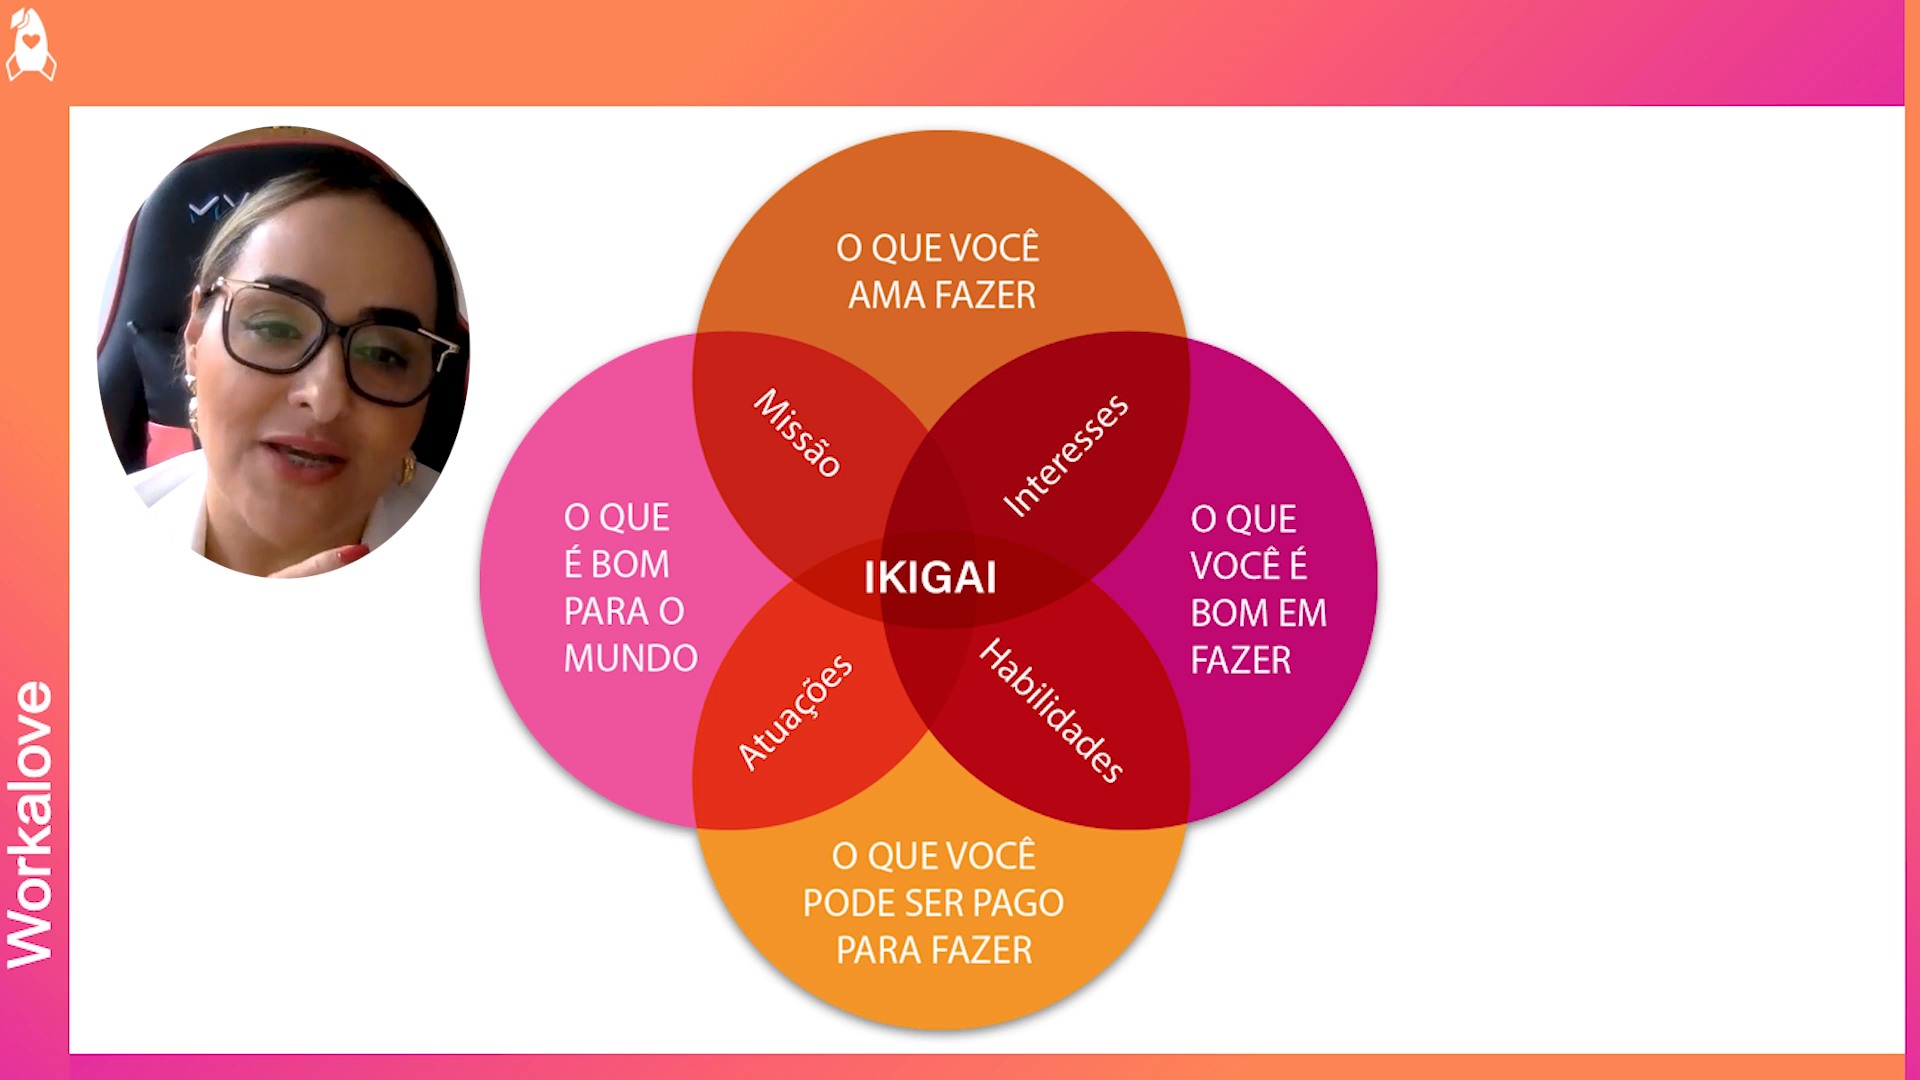 O QUE VOCÊ
AMA FAZER
Missão
Interesses
O QUE
É BOM
PARA O
MUNDO
IKIGAI
O QUE
VOCÊ É
BOM EM
FAZER
Atuações
Habilidades
O QUE VOCÊ
PODE SER PAGO
PARA FAZER
Workalove